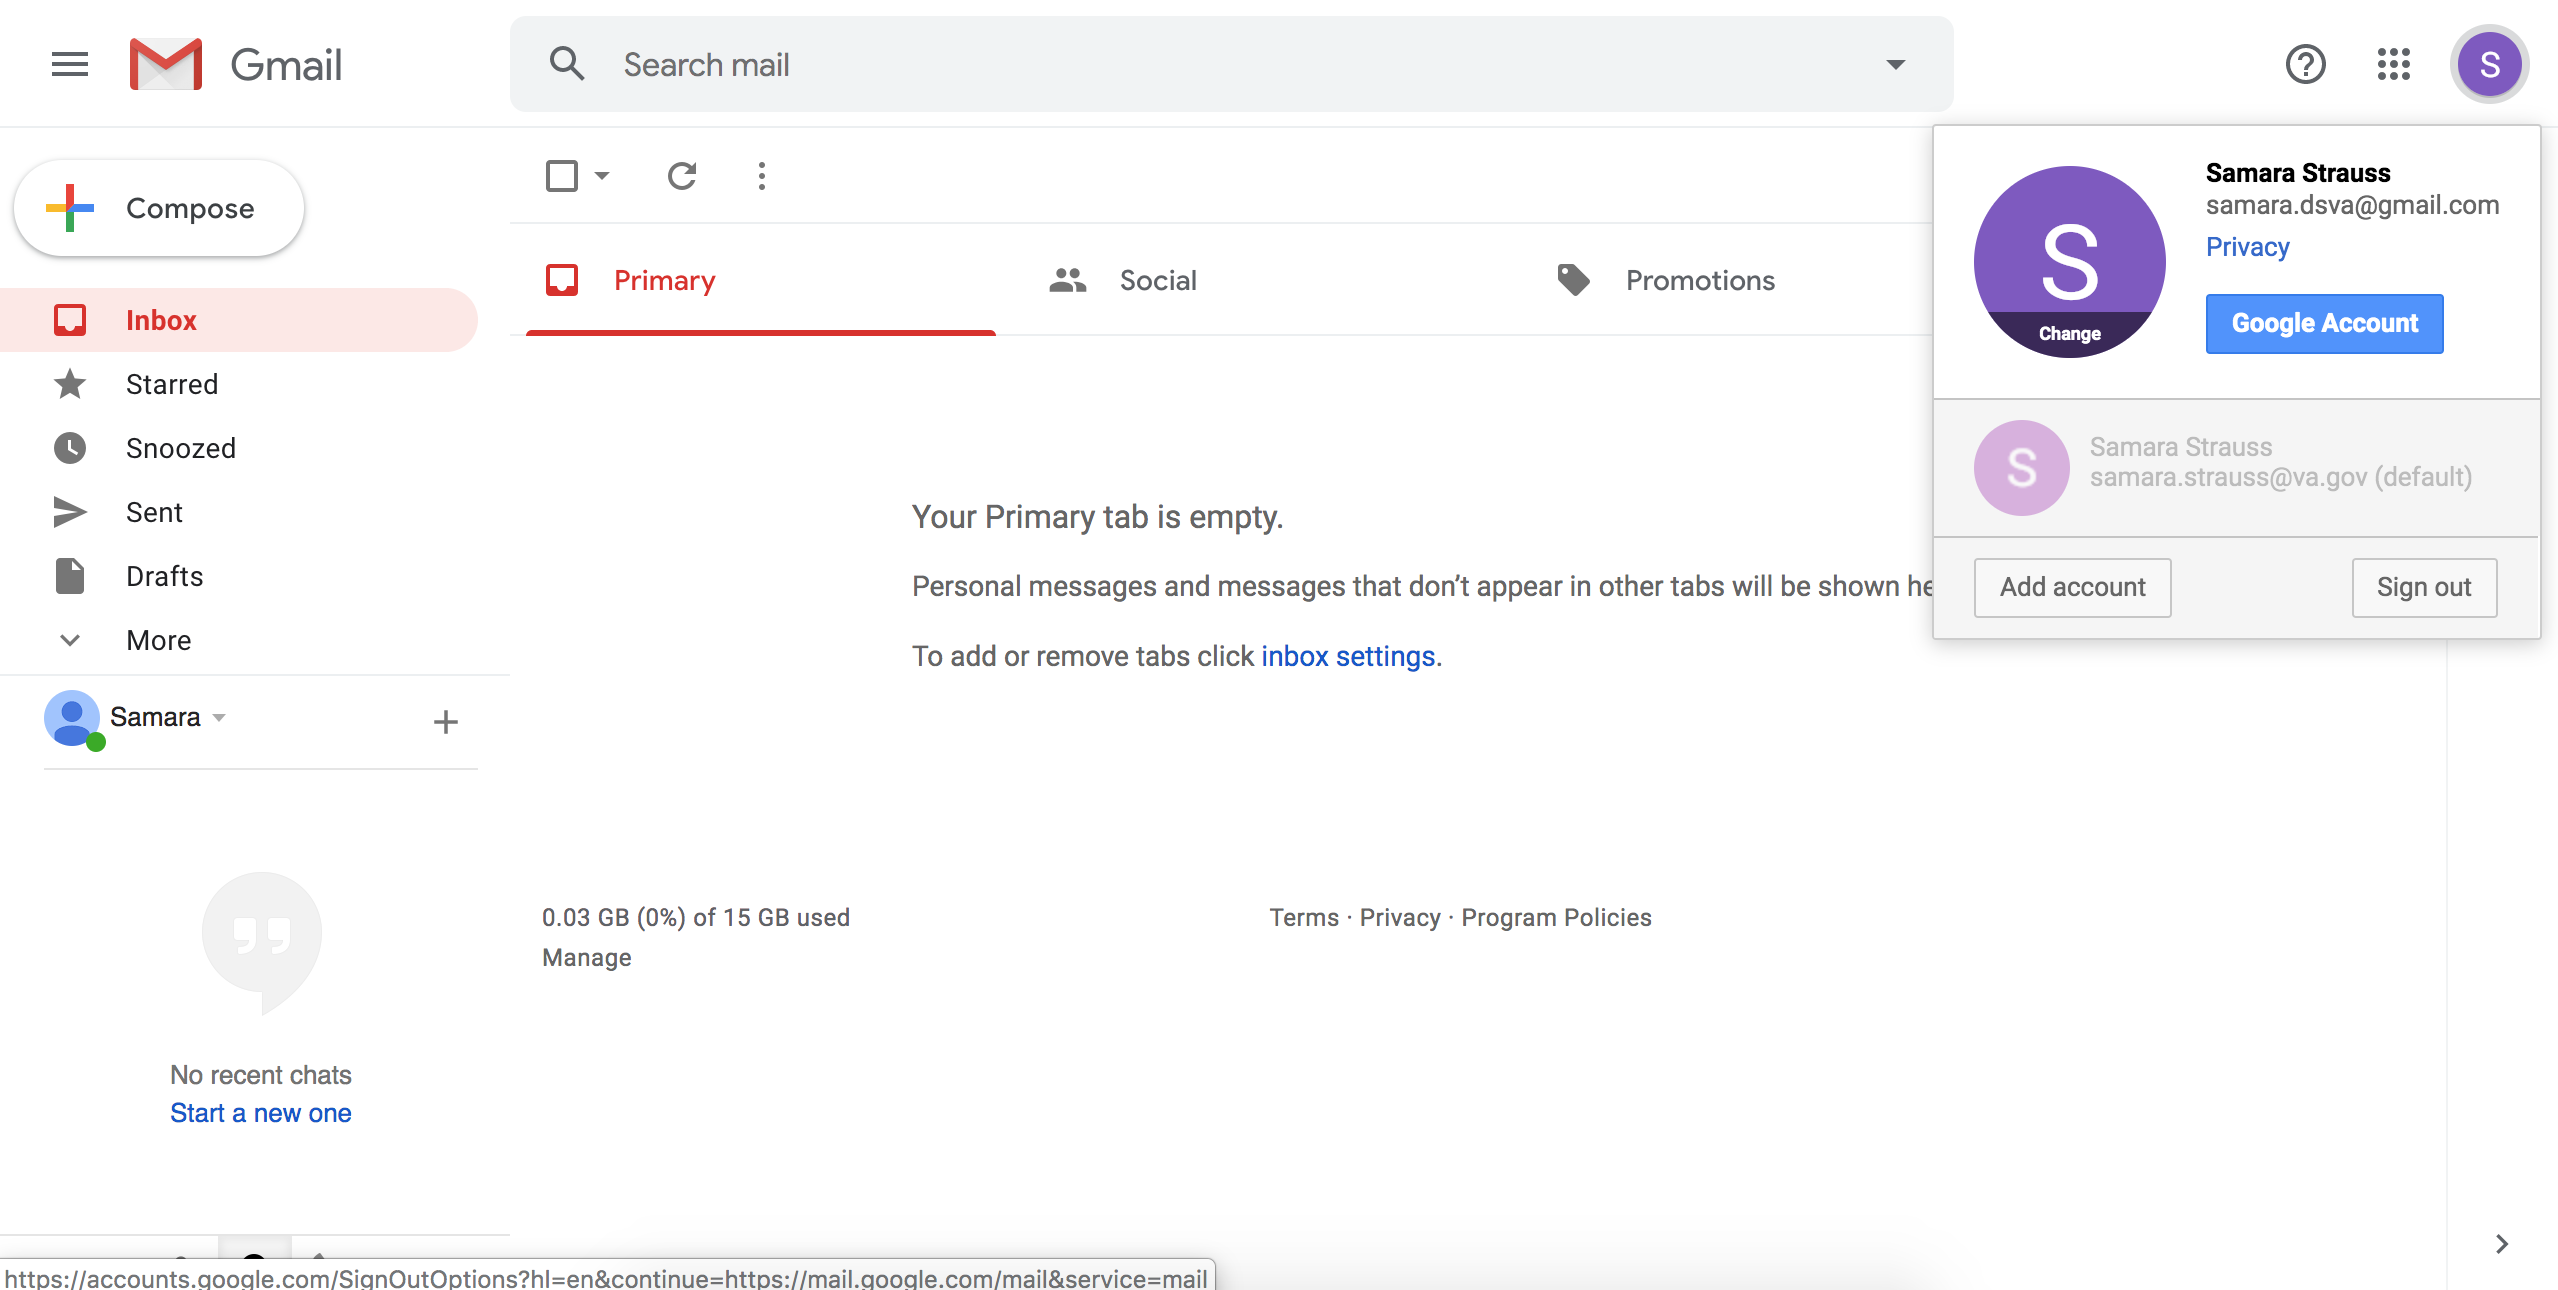 Gmail
Search mail
S
Compose
Inbox
Starred
Snoozed
Sent
Drafts
More
Samara
No recent chats
Start a new one
Primary
Social
Promotions
Your Primary tab is empty.
Personal messages and messages that don’t appear in other tabs will be shown he
To add or remove tabs click inbox settings.
0.03 GB (0%) of 15 GB used
Manage
Terms · Privacy · Program Policies
S
Change
Samara Strauss
samara.dsva@gmail.com
Privacy
Google Account
S
Samara Strauss
samara.strauss@va.gov (default)
Add account
Sign out
https://accounts.google.com/SignOutOptions?hl=en&continue=https://mail.google.com/mail&service=mail